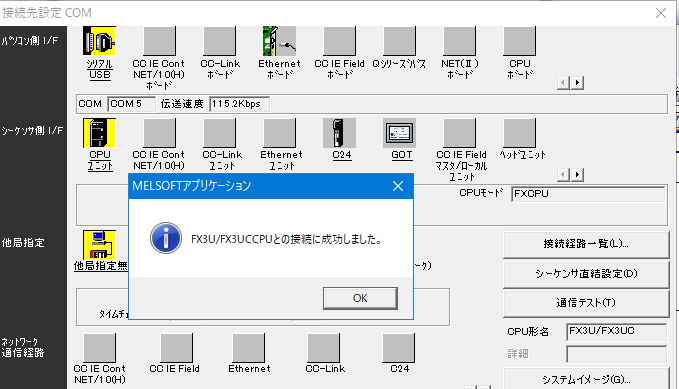 接続先設定 COM
パソコン側 I/F
シリアル
USB
CC IE Cont
NET/10(H)
ボード
CC-Link
ボード
Ethernet
ボード
CC IE Field
ボード
Qシリーズバス
NET(Ⅱ)
ボード
CPU
ボード
COM COM 5 伝送速度 115.2Kbps
シーケンサ側 I/F
CPU
ユニット
CC IE Cont
NET/10(H)
ユニット
CC-Link
ユニット
Ethernet
ユニット
C24
GOT
CC IE Field
マスタ/ローカル
ユニット
ヘッドユニット
CPUモード FXCPU
MELSOFTアプリケーション
FX3U/FX3UCCPUとの接続に成功しました。
OK
他局指定
他局指定無
ーク)
タイムチェ
接続経路一覧(L)...
シーケンサ直結設定(D)
通信テスト(T)
CPU形名 FX3U/FX3UC
詳細
システムイメージ(G)...
ネットワーク
通信経路
CC IE Cont
NET/10(H)
CC IE Field
Ethernet
CC-Link
C24